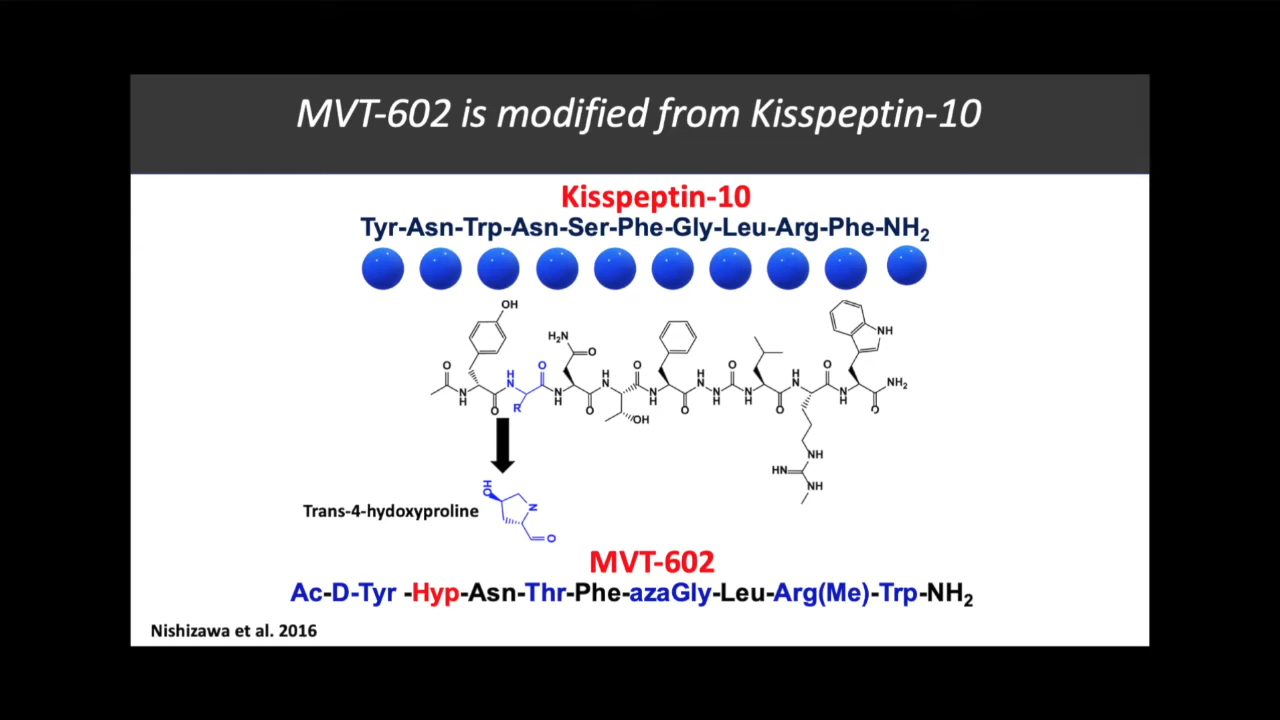 MVT-602 is modified from Kisspeptin-10
Kisspeptin-10
Tyr-Asn-Trp-Asn-Ser-Phe-Gly-Leu-Arg-Phe-NH₂
OH
H₂N
O
O
O
H
N
O
H
N
O
R
N
H
O
H
N
O
OH
N
H
O
H
N
N
H
O
N
H
O
H
N
O
N
H
O
NH₂
NH
NH
HN
NH
HO
N
O
Trans-4-hydoxyproline
MVT-602
Ac-D-Tyr -Hyp-Asn-Thr-Phe-azaGly-Leu-Arg(Me)-Trp-NH₂
Nishizawa et al. 2016